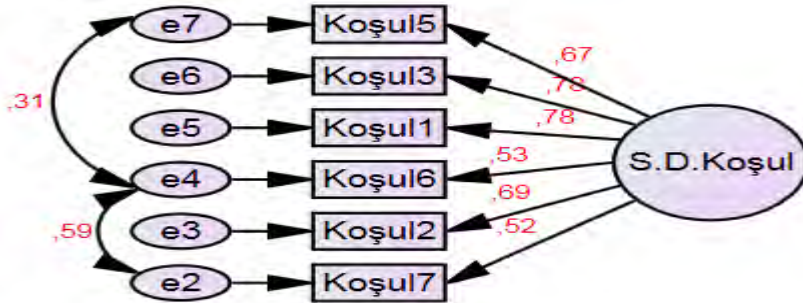 e7 Koşul5 ,67
e6 Koşul3 ,78
,31
e5 Koşul1 ,78
S.D.Koşul
e4 Koşul6 ,53
e3 Koşul2 ,69
,59
e2 Koşul7 ,52